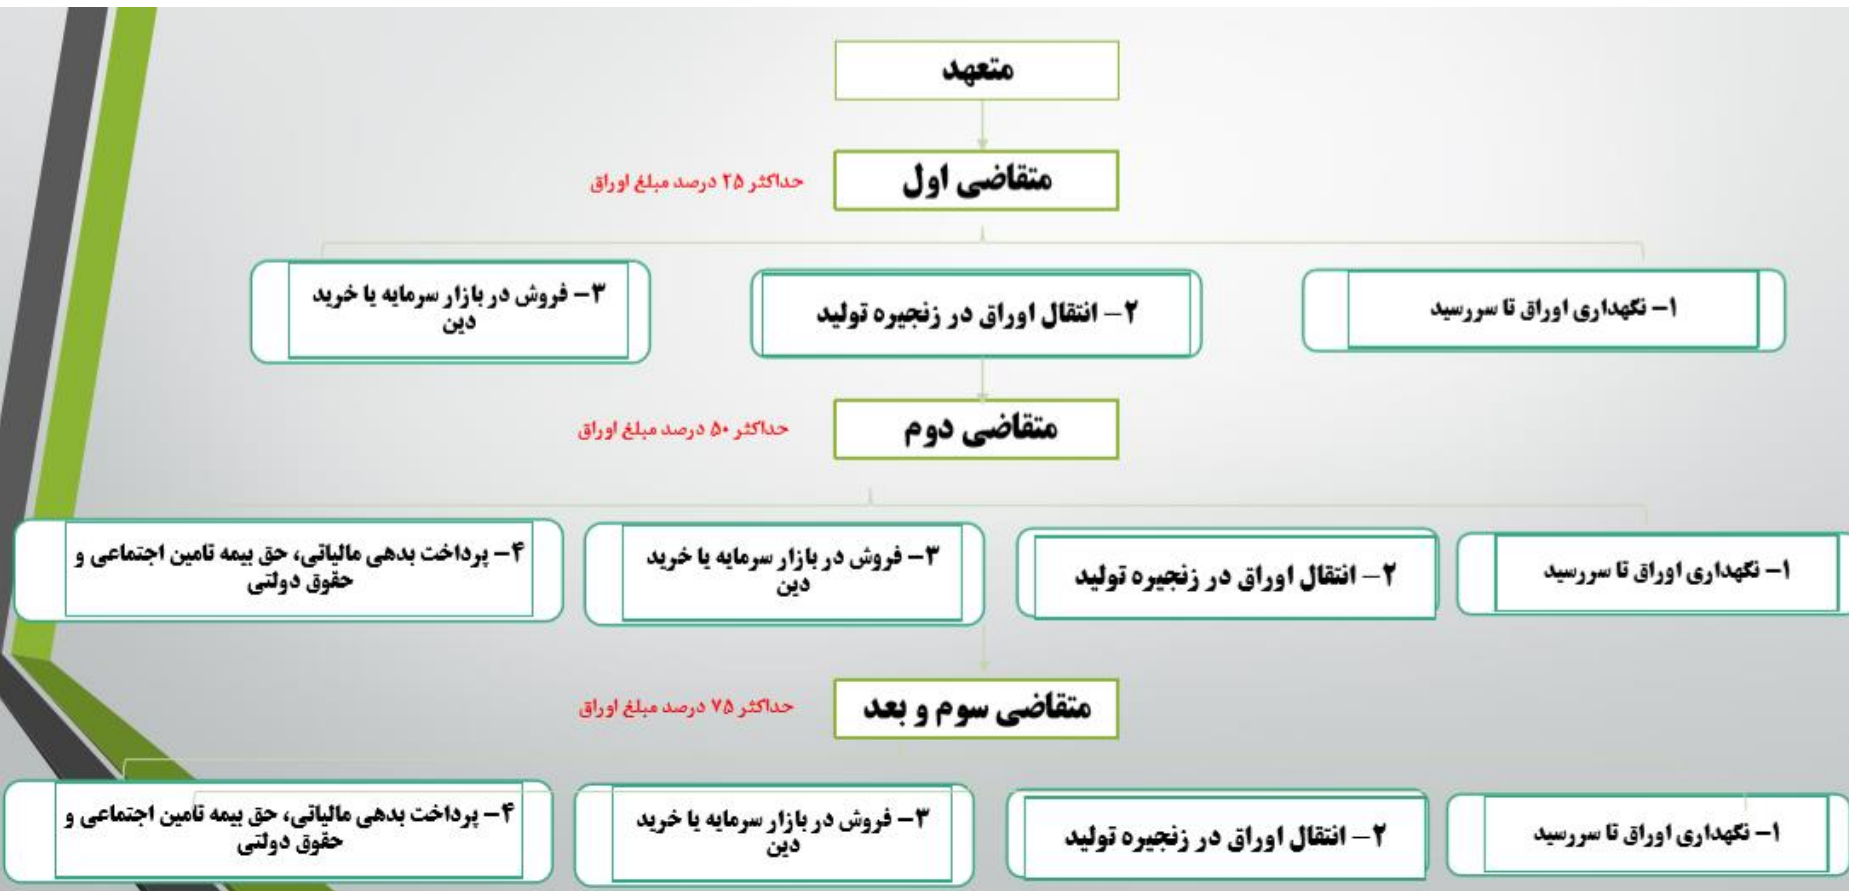 متعهد
متقاضی اول
حداکثر ۲۵ درصد مبلغ اوراق
۱- نگهداری اوراق تا سررسید
۲- انتقال اوراق در زنجیره تولید
۳- فروش در بازار سرمایه یا خرید
دین
متقاضی دوم
حداکثر ۵۰ درصد مبلغ اوراق
۱- نگهداری اوراق تا سررسید
۲- انتقال اوراق در زنجیره تولید
۳- فروش در بازار سرمایه یا خرید
دین
۴- پرداخت بدهی مالیاتی، حق بیمه تامین اجتماعی و
حقوق دولتی
متقاضی سوم و بعد
حداکثر ۷۵ درصد مبلغ اوراق
۱- نگهداری اوراق تا سررسید
۲- انتقال اوراق در زنجیره تولید
۳- فروش در بازار سرمایه یا خرید
دین
۴- پرداخت بدهی مالیاتی، حق بیمه تامین اجتماعی و
حقوق دولتی